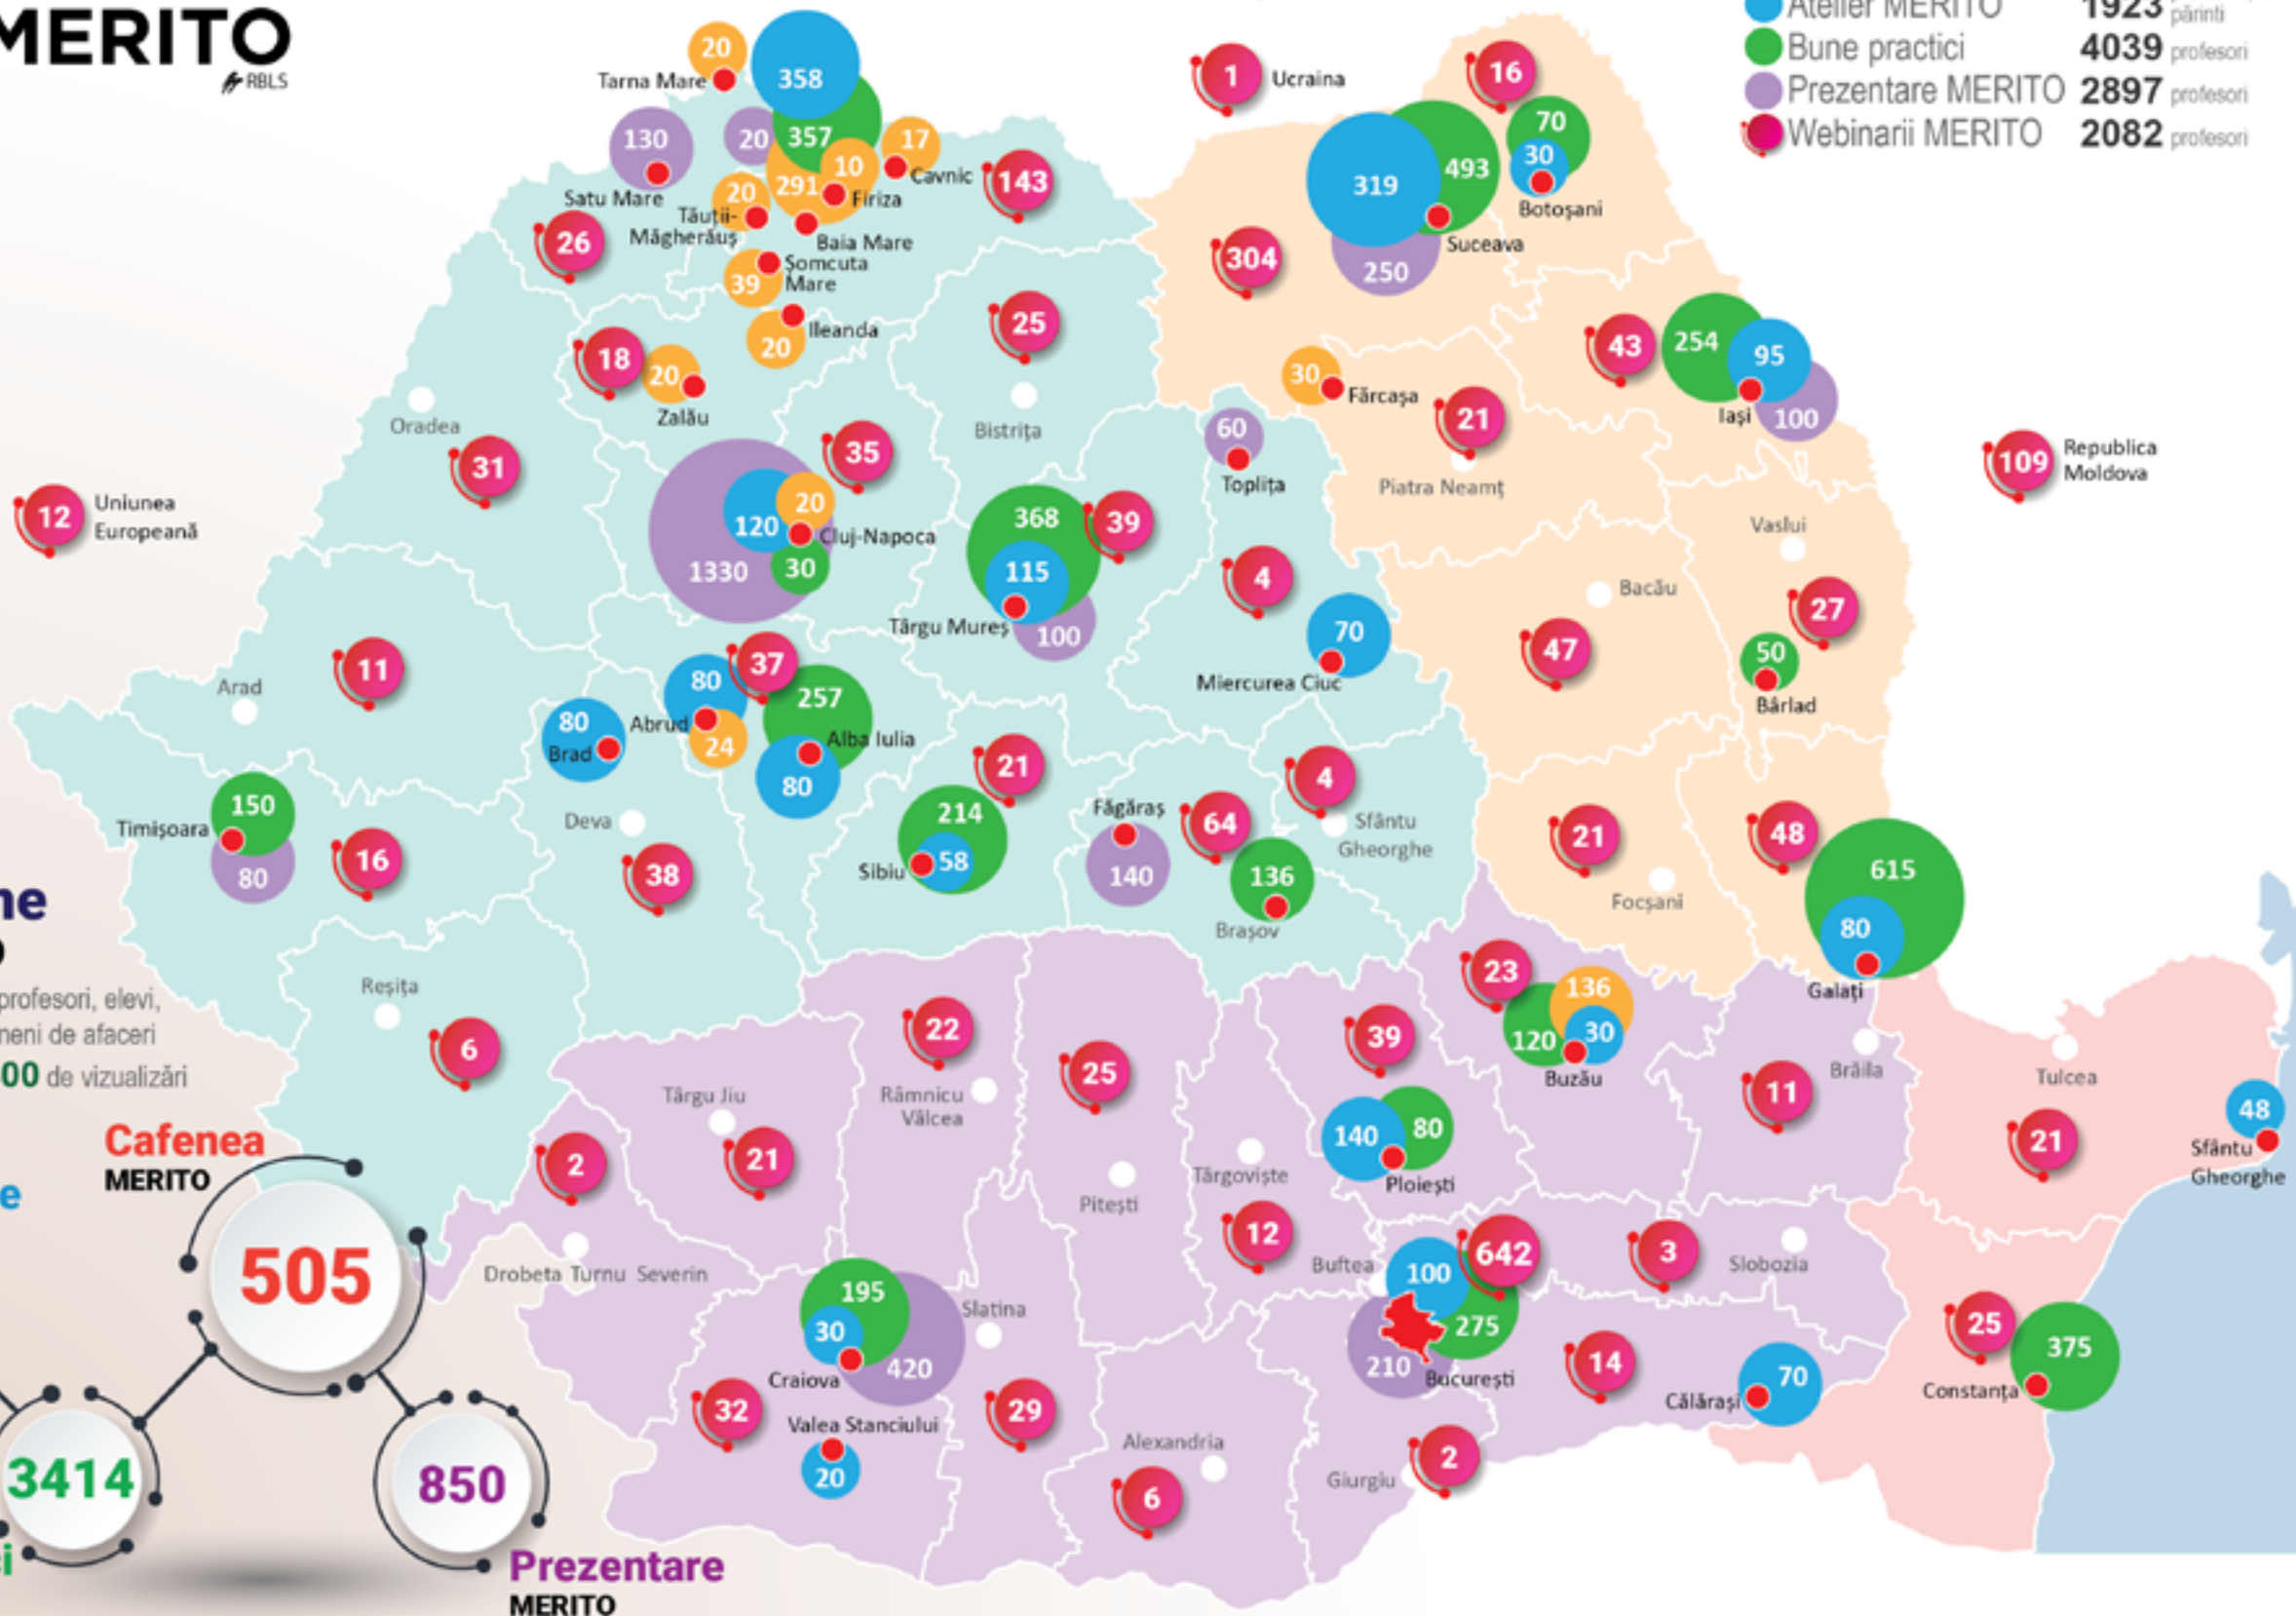 MERITO
RBLS
Atelier MERITO 1923
părinti
Bune practici 4039 profesori
Prezentare MERITO 2897 profesori
Webinarii MERITO 2082 profesori
20
Tarna Mare
358
357
130
Satu Mare
20
291
10
Firiza
17
Cavnic
143
20
Tăuții-
Măgherăuș
Baia Mare
26
39
Șomcuta
Mare
20
Ileanda
1 Ucraina
16
70
30
Botoșani
319
493
250
Suceava
304
18
20
Zalău
25
Bistrița
30
Fărcașa
43
254
95
100
Iași
Oradea
31
35
21
Piatra Neamț
60
Toplița
109
Republica
Moldova
12
Uniunea
Europeană
1330
120
20
30
Cluj-Napoca
368
115
100
39
Târgu Mureș
4
70
Miercurea Ciuc
Vaslui
27
Bacău
47
50
Bârlad
Arad
11
80
Brad
80
Abrud
24
37
257
Alba Iulia
80
150
Timișoara
80
16
Deva
38
21
214
58
Sibiu
Făgăraș
140
64
136
Brașov
4
Sfântu
Gheorghe
21
Focșani
48
615
80
Galați
ne
profesori, elevi,
meni de afaceri
00 de vizualizări
Reșița
6
22
Râmnicu
Vâlcea
25
Pitești
39
23
136
120
30
Buzău
11
Brăila
Tulcea
21
48
Sfântu
Gheorghe
Târgu Jiu
21
2
Drobeta Turnu Severin
Târgoviște
12
140
80
Ploiești
Buftea
100
642
275
210
București
3
Slobozia
195
30
420
Craiova
Slatina
32
Valea Stanciului
20
29
Alexandria
6
Giurgiu
2
14
Călărași
70
25
375
Constanța
Cafenea
MERITO
505
e
3414
i
850
Prezentare
MERITO